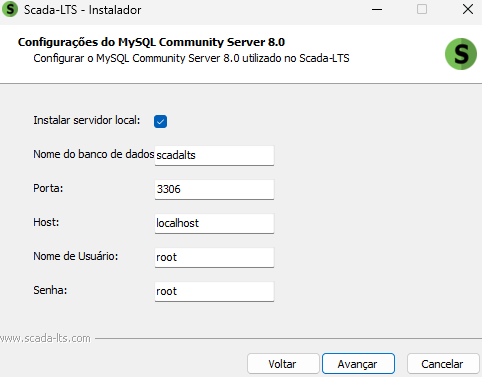 Scada-LTS - Instalador
Configurações do MySQL Community Server 8.0
Configurar o MySQL Community Server 8.0 utilizado no Scada-LTS
S
Instalar servidor local:
Nome do banco de dados scadalts
Porta: 3306
Host: localhost
Nome de Usuário: root
Senha: root
www.scada-lts.com
Voltar Avançar Cancelar